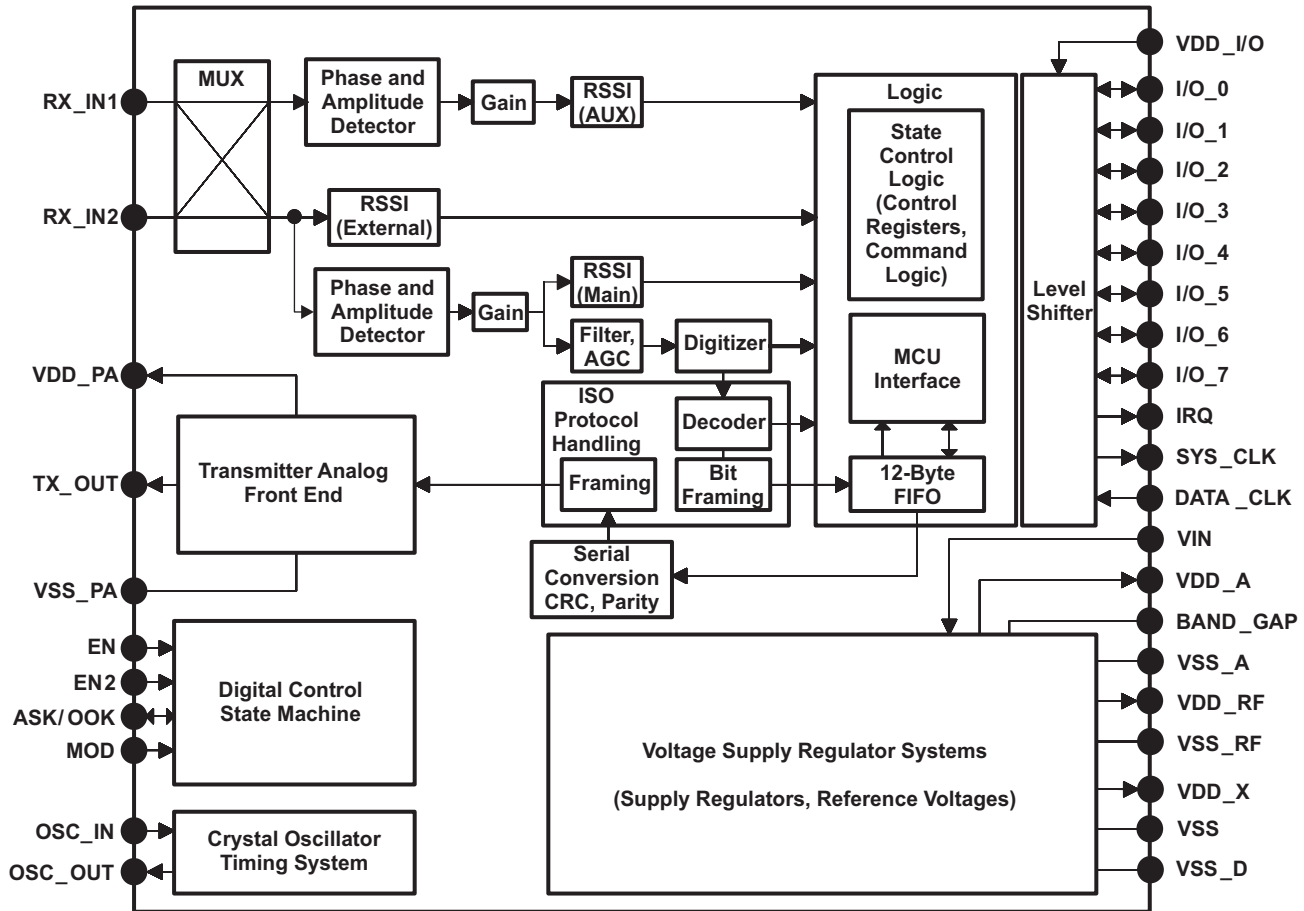 RX_IN1
RX_IN2
VDD_PA
TX_OUT
VSS_PA
EN
EN2
ASK/OOK
MOD
OSC_IN
OSC_OUT
MUX
Phase and
Amplitude
Detector
Gain
RSSI
(AUX)
RSSI
(External)
Phase and
Amplitude
Detector
Gain
RSSI
(Main)
Filter,
AGC
Digitizer
ISO
Protocol
Handling
Decoder
Framing
Bit
Framing
Serial
Conversion
CRC, Parity
Transmitter Analog
Front End
Digital Control
State Machine
Crystal Oscillator
Timing System
Logic
State
Control
Logic
(Control
Registers,
Command
Logic)
MCU
Interface
12-Byte
FIFO
Level
Shifter
Voltage Supply Regulator Systems
(Supply Regulators, Reference Voltages)
VDD_I/O
I/O_0
I/O_1
I/O_2
I/O_3
I/O_4
I/O_5
I/O_6
I/O_7
IRQ
SYS_CLK
DATA_CLK
VIN
VDD_A
BAND_GAP
VSS_A
VDD_RF
VSS_RF
VDD_X
VSS
VSS_D